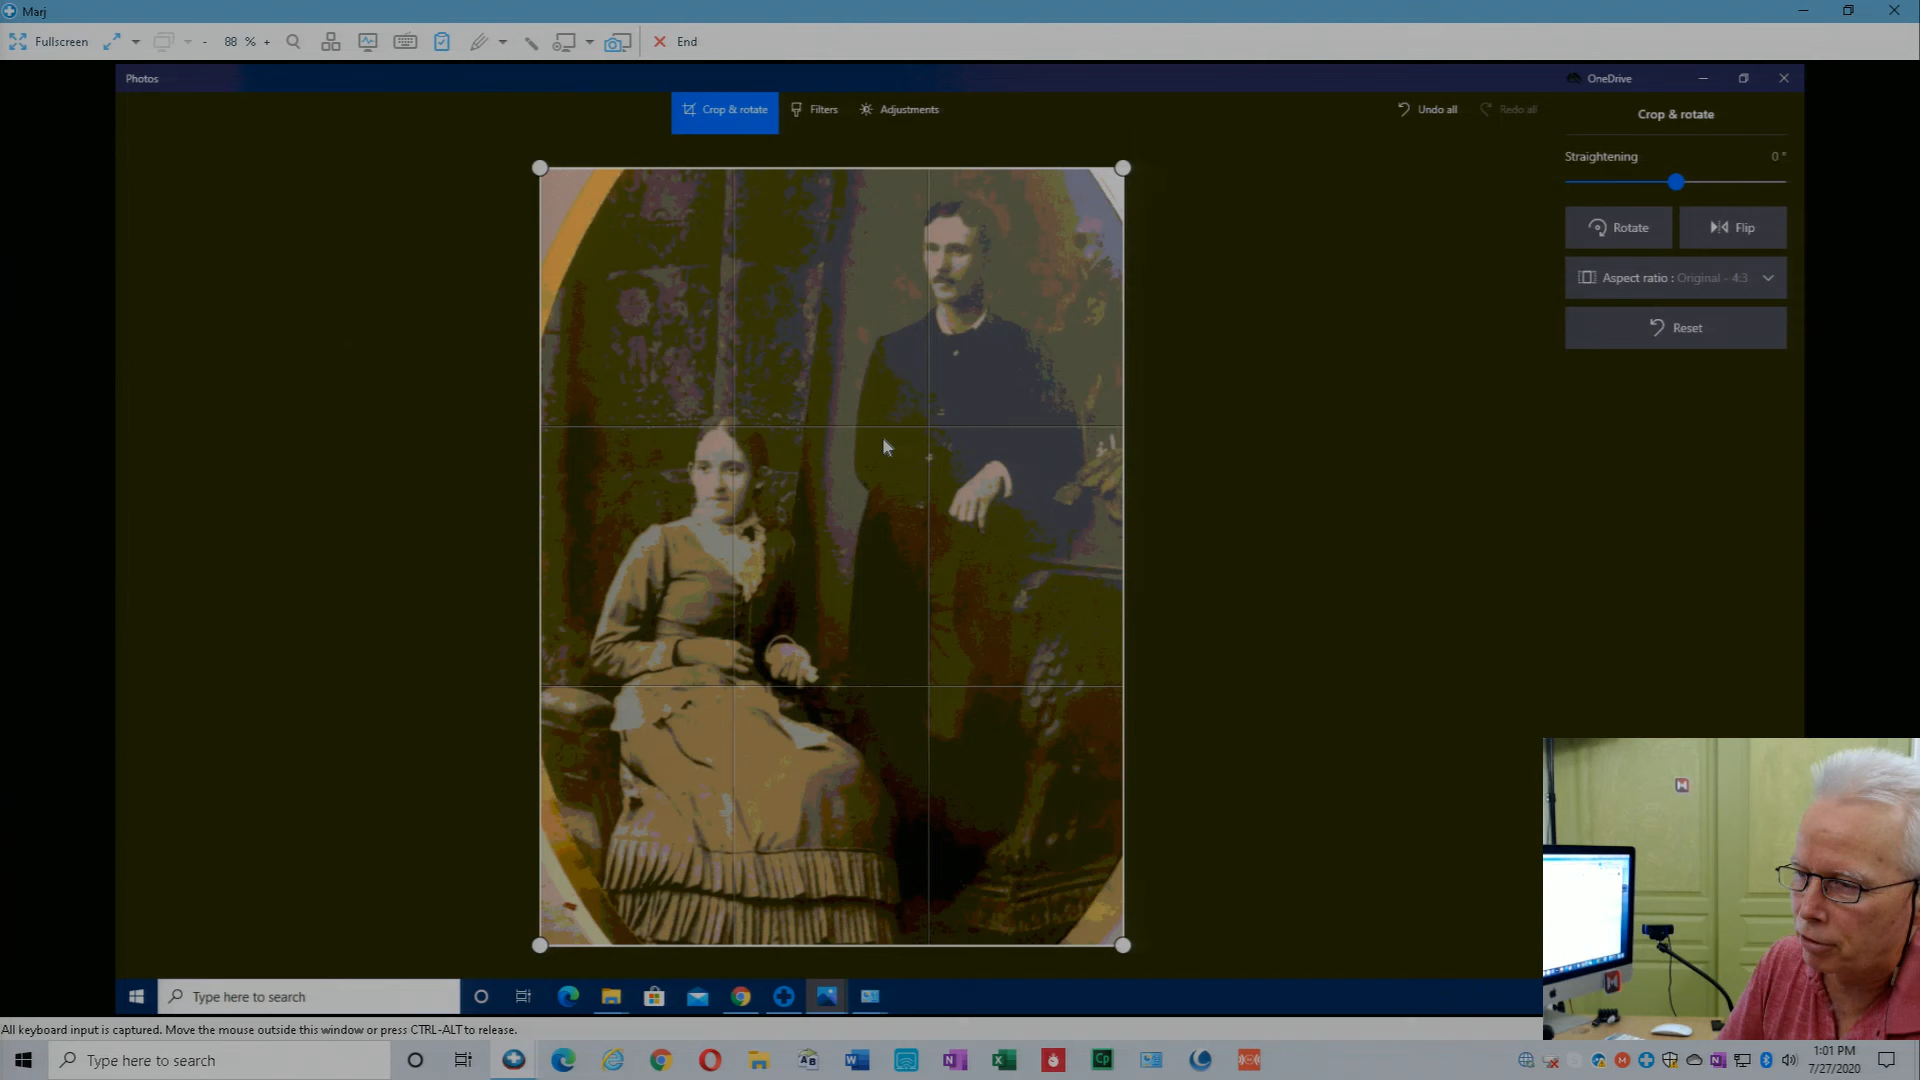 Marj
Fullscreen - 88 % + End
Photos OneDrive
Crop & rotate Filters Adjustments Undo all Redo all
Crop & rotate
Straightening 0 °
Rotate Flip
Aspect ratio : Original - 4:3
Reset
Type here to search
All keyboard input is captured. Move the mouse outside this window or press CTRL-ALT to release.
Type here to search
1:01 PM
7/27/2020